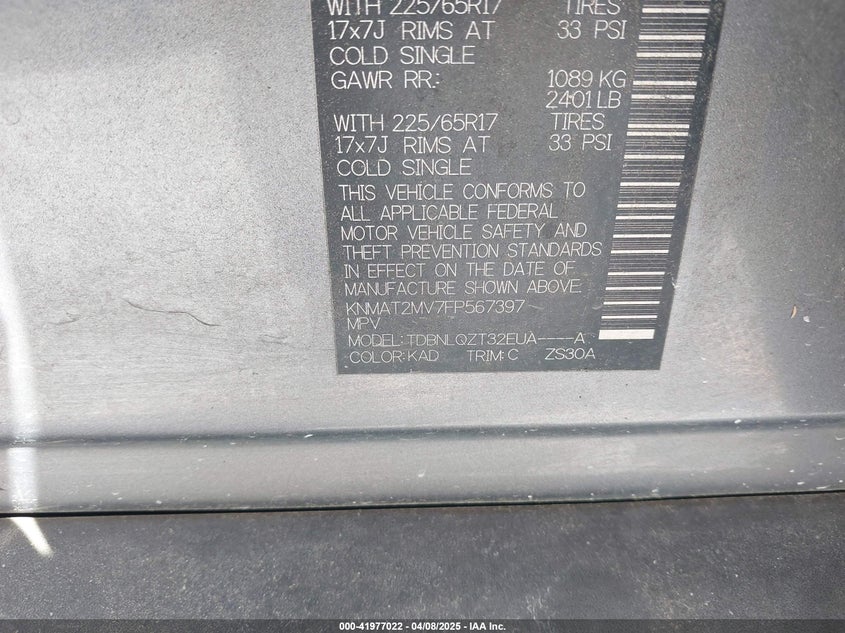 WITH 225/65R17 TIRES
17x7J RIMS AT 33 PSI
COLD SINGLE
GAWR RR.: 1089 KG
2401 LB
WITH 225/65R17 TIRES
17x7J RIMS AT 33 PSI
COLD SINGLE
THIS VEHICLE CONFORMS TO
ALL APPLICABLE FEDERAL
MOTOR VEHICLE SAFETY AND
THEFT PREVENTION STANDARDS
IN EFFECT ON THE DATE OF
MANUFACTURE SHOWN ABOVE.
KNMAT2MV7FP567397
MPV
MODEL: TDBNLQZT32EUA----A
COLOR: KAD TRIM: C ZS30A
000-41977022 - 04/08/2025 - IAA Inc.